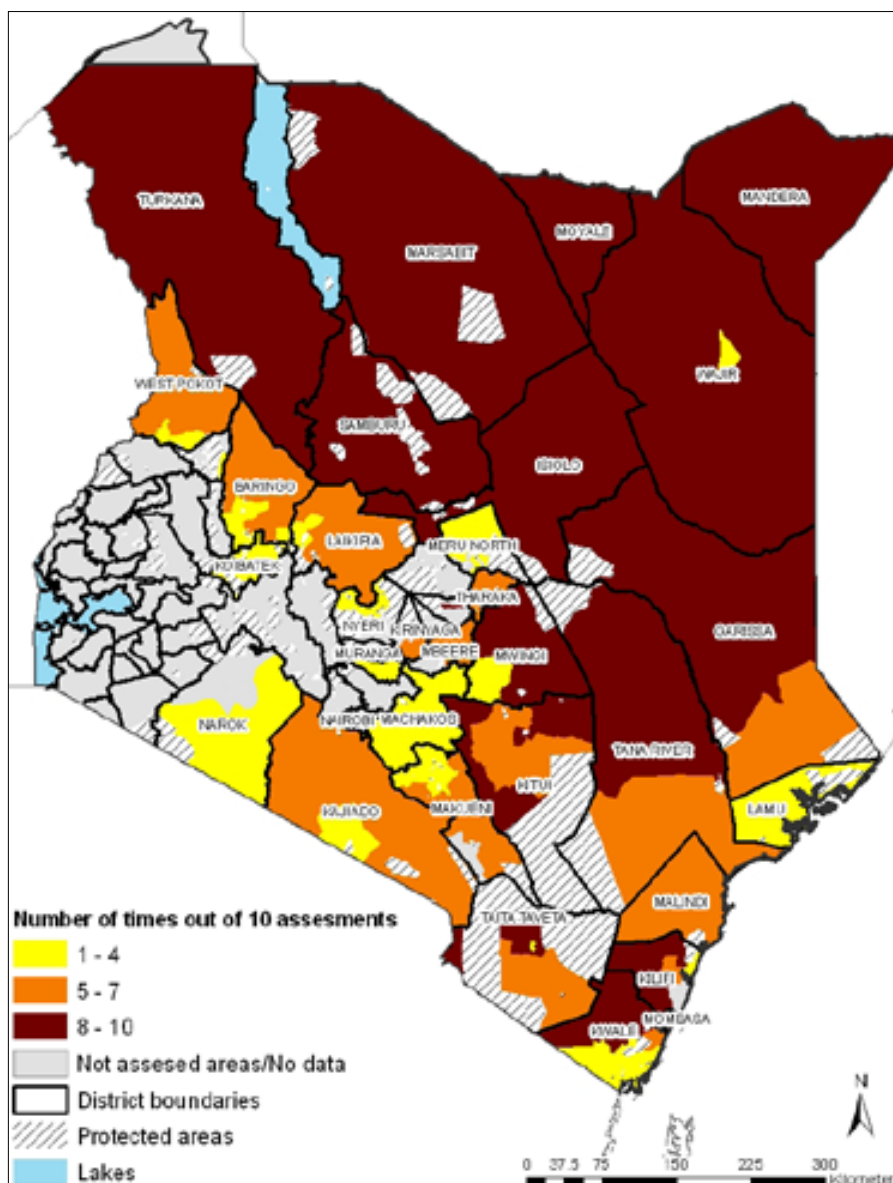 TURKANA
MANDERA
MOYALE
MARSABIT
WAJIR
WEST POKOT
SAMBURU
ISIOLO
BARINGO
LAIKIPIA
MERU NORTH
KOIBATEK
THARAKA
GARISSA
NYERI
KIRINYAGA
MBEERE
MURANGA
MWINGI
NAROK
NAIROBI
MACHAKOS
TANA RIVER
KITUI
LAMU
KAJIADO
MAKUENI
MALINDI
TAITA TAVETA
KILIFI
MOMBASA
KWALE
Number of times out of 10 assesments
1 - 4
5 - 7
8 - 10
Not assesed areas/No data
District boundaries
Protected areas
Lakes
N
0 37.5 75 150 225 300
Kilometer